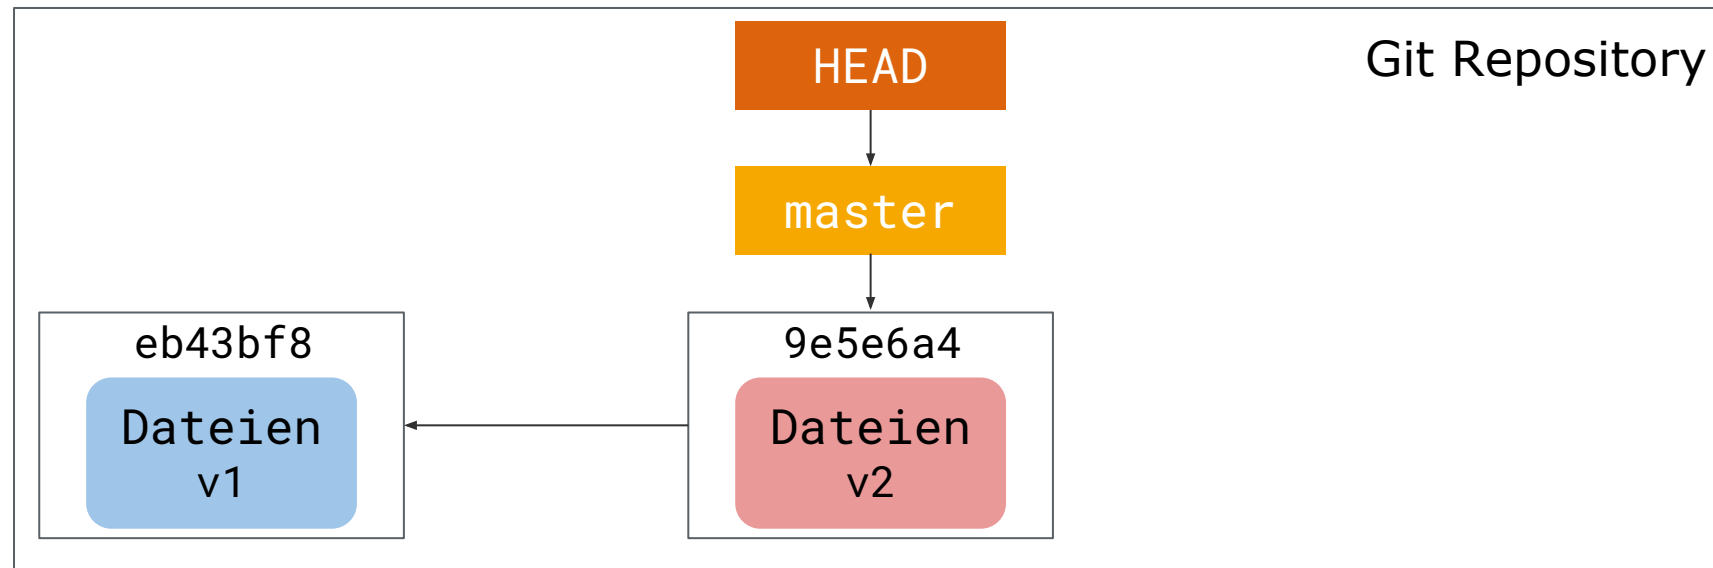 HEAD
Git Repository
master
eb43bf8
9e5e6a4
Dateien
v1
Dateien
v2